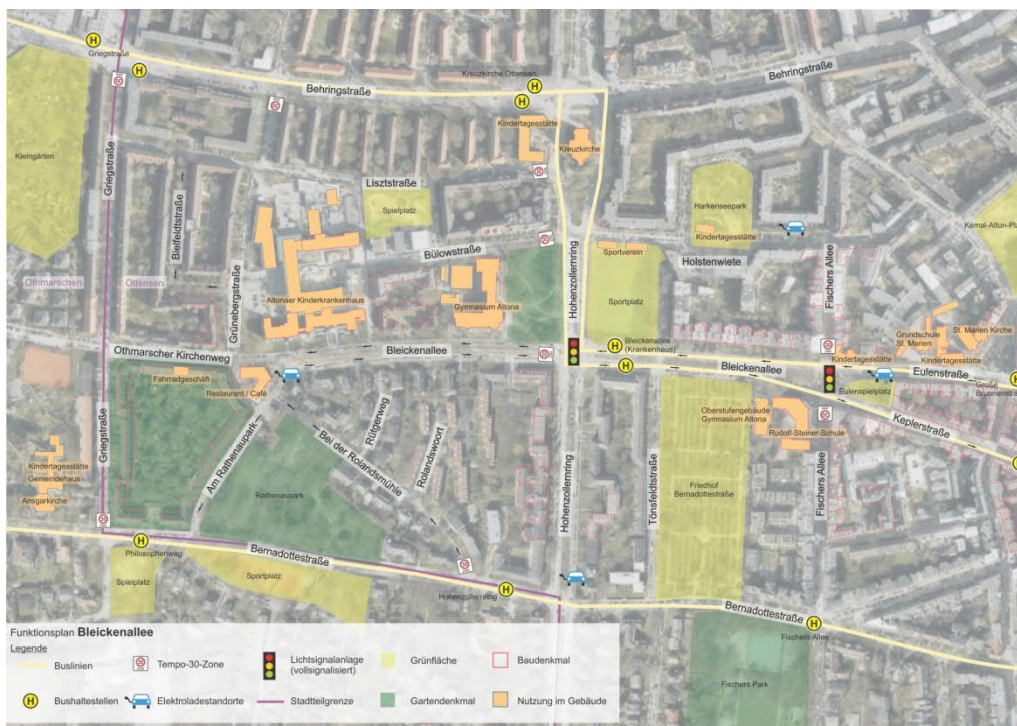 Griegstraße
Behringstraße
Kreuzkirche Ottensen
Behringstraße
Kleingärten
Griegstraße
Bielfeldtstraße
Kindertagesstätte
Kreuzkirche
Lisztstraße
Spielplatz
Harkenseepark
Kindertagesstätte
Bülowstraße
Hohenzollernring
Sportverein
Holstenwiete
Fischers Allee
Othmarschen
Ottensen
Grünebergstraße
Altonaer Kinderkrankenhaus
Gymnasium Altona
Sportplatz
Grundschule
St. Marien
St. Marien Kirche
Othmarscher Kirchenweg
Bleickenallee
Bleickenallee
(Krankenhaus)
Bleickenallee
Kindertagesstätte
Kindertagesstätte
Eulenstraße
Fahrradgeschäft
Restaurant / Cafe
Eulenspielplatz
Große
Griegstraße
Rütgerweg
Rolandswoort
Oberstufengebäude
Gymnasium Altona
Rudolf-Steiner-Schule
Keplerstraße
Bei der Rolandsmühle
Am Rathenaupark
Kindertagesstätte
Gemeindehaus
Ansgarkirche
Rathenaupark
Hohenzollernring
Tönsfeldtstraße
Friedhof
Bernadottestraße
Fischers Allee
Bernadottestraße
Philosophenweg
Spielplatz
Sportplatz
Hohenzollernring
Bernadottestraße
Fischers Allee
Fischers Park
Funktionsplan Bleickenallee
Legende
Buslinien
Tempo-30-Zone
Lichtsignalanlage
(vollsignalisiert)
Grünfläche
Baudenkmal
H Bushaltestellen
Elektroladestandorte
Stadtteilgrenze
Gartendenkmal
Nutzung im Gebäude